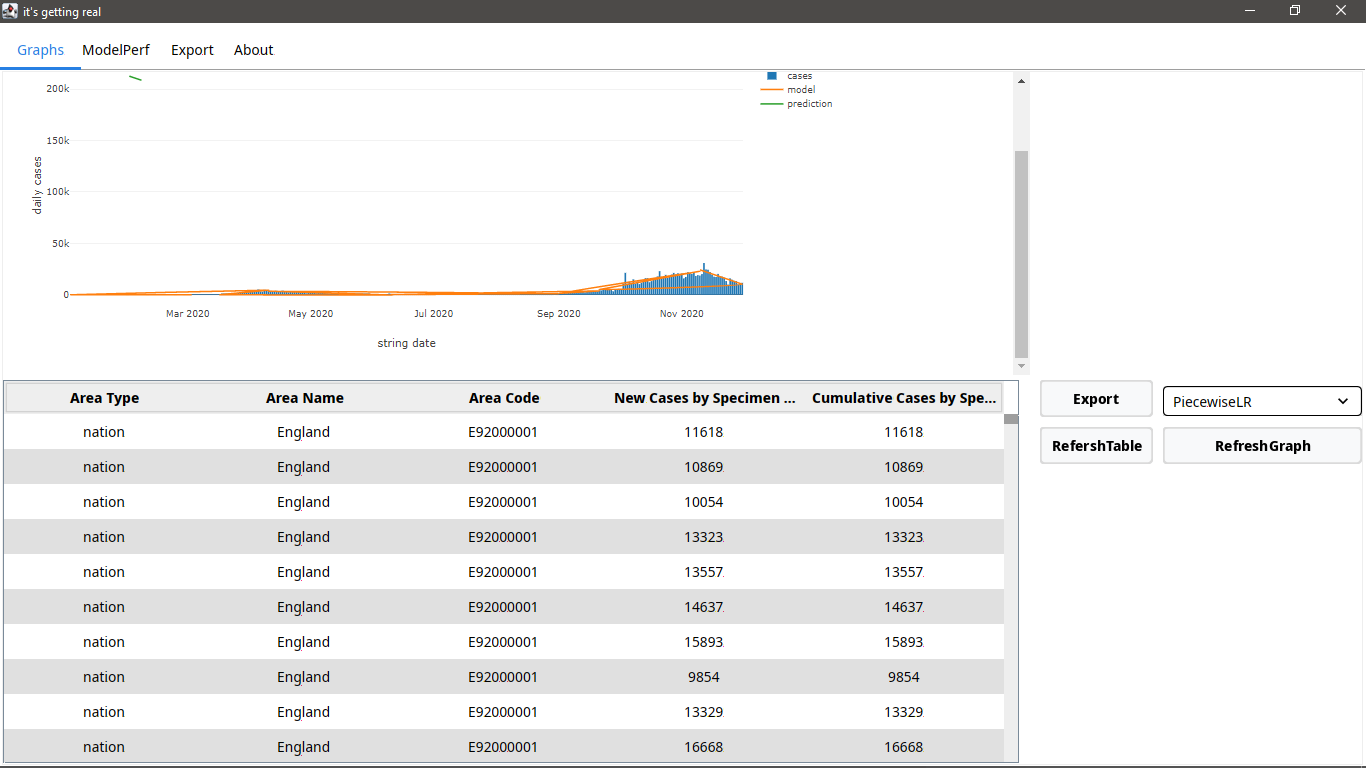 it's getting real
Graphs ModelPerf Export About
cases
model
prediction
200k
150k
100k
50k
0
daily cases
Mar 2020 May 2020 Jul 2020 Sep 2020 Nov 2020
string date
Area Type Area Name Area Code New Cases by Specimen ... Cumulative Cases by Spe...
nation England E92000001 11618 11618
nation England E92000001 10869 10869
nation England E92000001 10054 10054
nation England E92000001 13323 13323
nation England E92000001 13557 13557
nation England E92000001 14637 14637
nation England E92000001 15893 15893
nation England E92000001 9854 9854
nation England E92000001 13329 13329
nation England E92000001 16668 16668
Export PiecewiseLR
RefershTable RefreshGraph